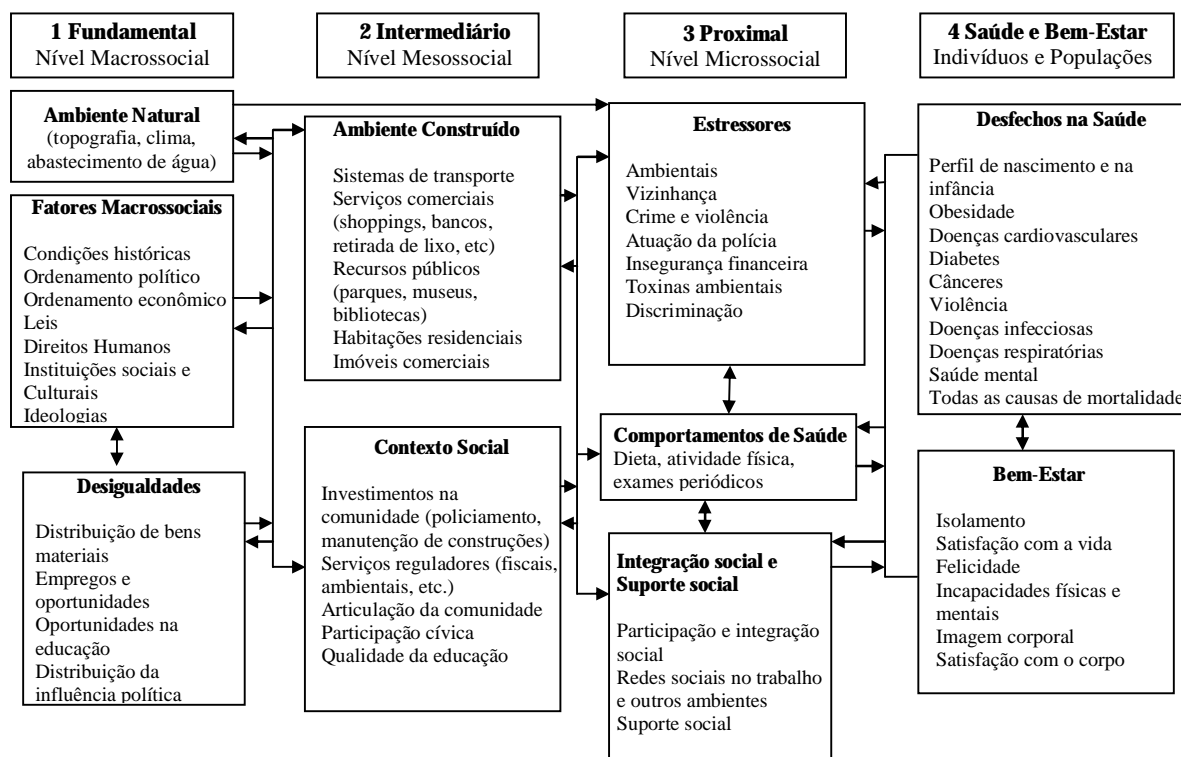 1 Fundamental
Nível Macrossocial
2 Intermediário
Nível Mesossocial
3 Proximal
Nível Microssocial
4 Saúde e Bem-Estar
Indivíduos e Populações
Ambiente Natural
(topografia, clima,
abastecimento de água)
Fatores Macrossociais
Condições históricas
Ordenamento político
Ordenamento econômico
Leis
Direitos Humanos
Instituições sociais e
Culturais
Ideologias
Desigualdades
Distribuição de bens
materiais
Empregos e
oportunidades
Oportunidades na
educação
Distribuição da
influência política
Ambiente Construído
Sistemas de transporte
Serviços comerciais
(shoppings, bancos,
retirada de lixo, etc)
Recursos públicos
(parques, museus,
bibliotecas)
Habitações residenciais
Imóveis comerciais
Contexto Social
Investimentos na
comunidade (policiamento,
manutenção de construções)
Serviços reguladores (fiscais,
ambientais, etc.)
Articulação da comunidade
Participação cívica
Qualidade da educação
Estressores
Ambientais
Vizinhança
Crime e violência
Atuação da polícia
Insegurança financeira
Toxinas ambientais
Discriminação
Comportamentos de Saúde
Dieta, atividade física,
exames periódicos
Integração social e
Suporte social
Participação e integração
social
Redes sociais no trabalho
e outros ambientes
Suporte social
Desfechos na Saúde
Perfil de nascimento e na
infância
Obesidade
Doenças cardiovasculares
Diabetes
Cânceres
Violência
Doenças infecciosas
Doenças respiratórias
Saúde mental
Todas as causas de mortalidade
Bem-Estar
Isolamento
Satisfação com a vida
Felicidade
Incapacidades físicas e
mentais
Imagem corporal
Satisfação com o corpo